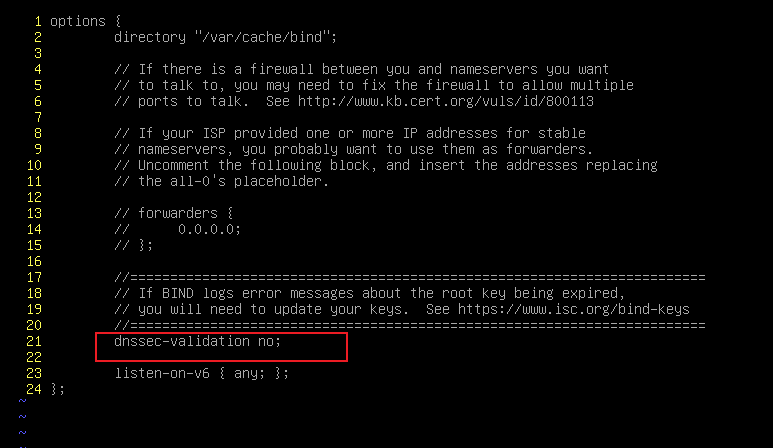 1 options {
2 directory "/var/cache/bind";
3
4 // If there is a firewall between you and nameservers you want
5 // to talk to, you may need to fix the firewall to allow multiple
6 // ports to talk.  See http://www.kb.cert.org/vuls/id/800113
7
8 // If your ISP provided one or more IP addresses for stable
9 // nameservers, you probably want to use them as forwarders.
10 // Uncomment the following block, and insert the addresses replacing
11 // the all-0's placeholder.
12
13 // forwarders {
14 //      0.0.0.0;
15 // };
16
17 //========================================================================
18 // If BIND logs error messages about the root key being expired,
19 // you will need to update your keys.  See https://www.isc.org/bind-keys
20 //========================================================================
21 dnssec-validation no;
22
23 listen-on-v6 { any; };
24 };
~
~
~
~